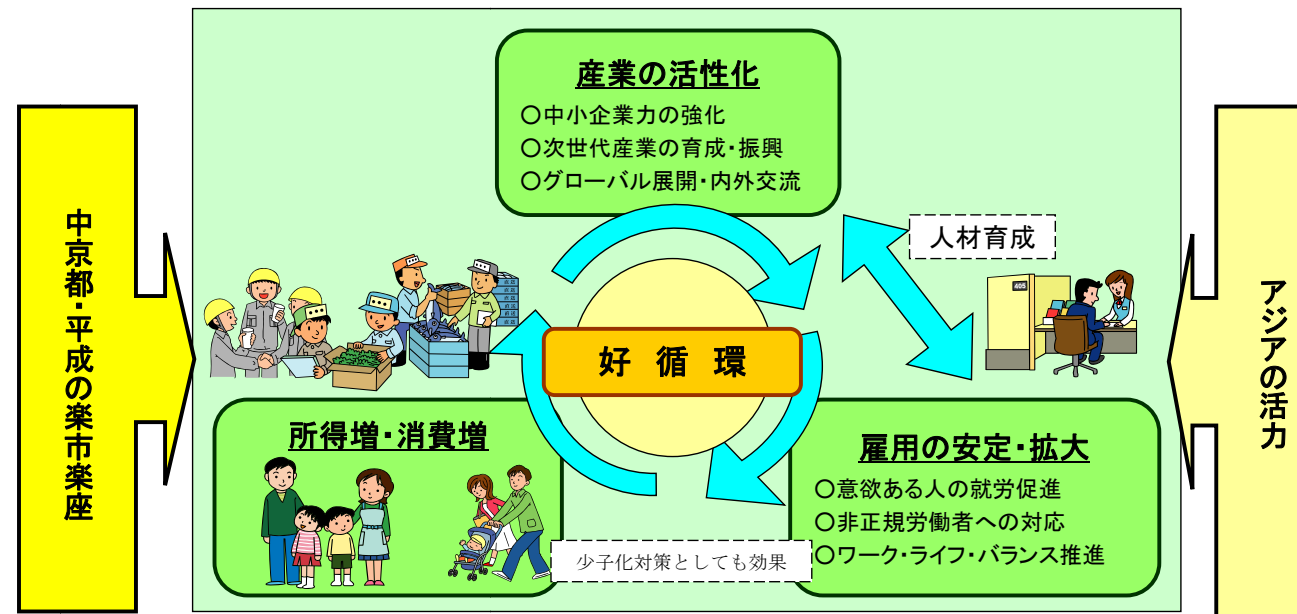 産業の活性化
○中小企業力の強化
○次世代産業の育成・振興
○グローバル展開・内外交流
中京都・平成の楽市楽座
人材育成
アジアの活力
405
好循環
所得増・消費増
雇用の安定・拡大
○意欲ある人の就労促進
○非正規労働者への対応
○ワーク・ライフ・バランス推進
少子化対策としても効果